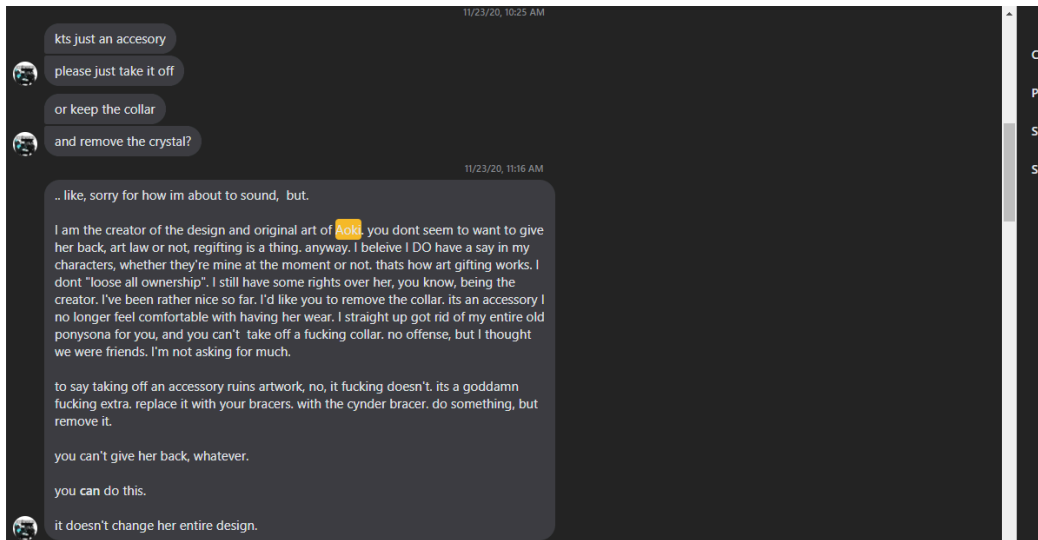 11/23/20, 10:25 AM
kts just an accesory
please just take it off
or keep the collar
and remove the crystal?
11/23/20, 11:16 AM
.. like, sorry for how im about to sound,  but.
I am the creator of the design and original art of Aoki. you dont seem to want to give
her back, art law or not, regifting is a thing. anyway. I beleive I DO have a say in my
characters, whether they're mine at the moment or not. thats how art gifting works. I
dont "loose all ownership". I still have some rights over her, you know, being the
creator. I've been rather nice so far. I'd like you to remove the collar. its an accessory I
no longer feel comfortable with having her wear. I straight up got rid of my entire old
ponysona for you, and you can't  take off a fucking collar. no offense, but I thought
we were friends. I'm not asking for much.
to say taking off an accessory ruins artwork, no, it fucking doesn't. its a goddamn
fucking extra. replace it with your bracers. with the cynder bracer. do something, but
remove it.
you can't give her back, whatever.
you can do this.
it doesn't change her entire design.
C
P
S
S